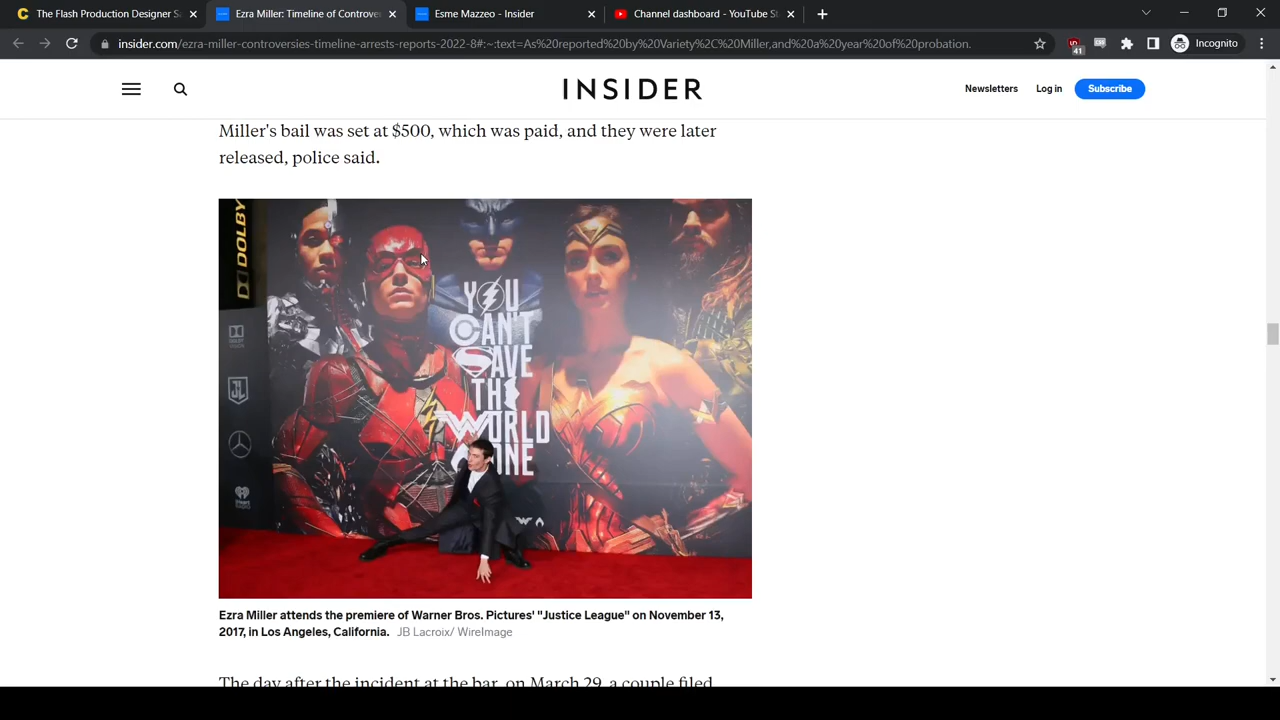 The Flash Production Designer S
Ezra Miller: Timeline of Controve
Esme Mazzeo - Insider
Channel dashboard - YouTube St
insider.com/ezra-miller-controversies-timeline-arrests-reports-2022-8#:~:text=As%20reported%20by%20Variety%2C%20Miller,and%20a%20year%20of%20probation.
41
Incognito
INSIDER
Newsletters
Log in
Subscribe
Miller's bail was set at $500, which was paid, and they were later
released, police said.
DOLBY
YOU
CAN'T
SAVE
THE
WORLD
ALONE
JL
Ezra Miller attends the premiere of Warner Bros. Pictures' "Justice League" on November 13,
2017, in Los Angeles, California. JB Lacroix/ WireImage
The day after the incident at the bar, on March 29, a couple filed